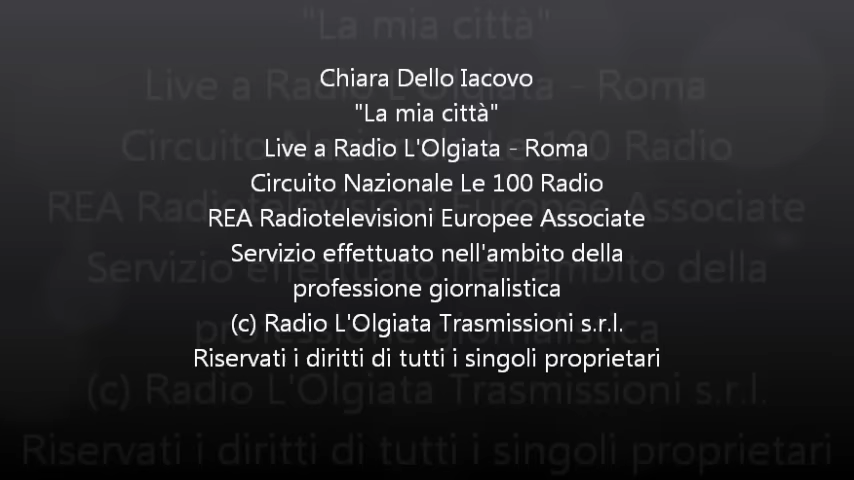 Chiara Dello Iacovo
"La mia città"
Live a Radio L'Olgiata - Roma
Circuito Nazionale Le 100 Radio
REA Radiotelevisioni Europee Associate
Servizio effettuato nell'ambito della
professione giornalistica
(c) Radio L'Olgiata Trasmissioni s.r.l.
Riservati i diritti di tutti i singoli proprietari